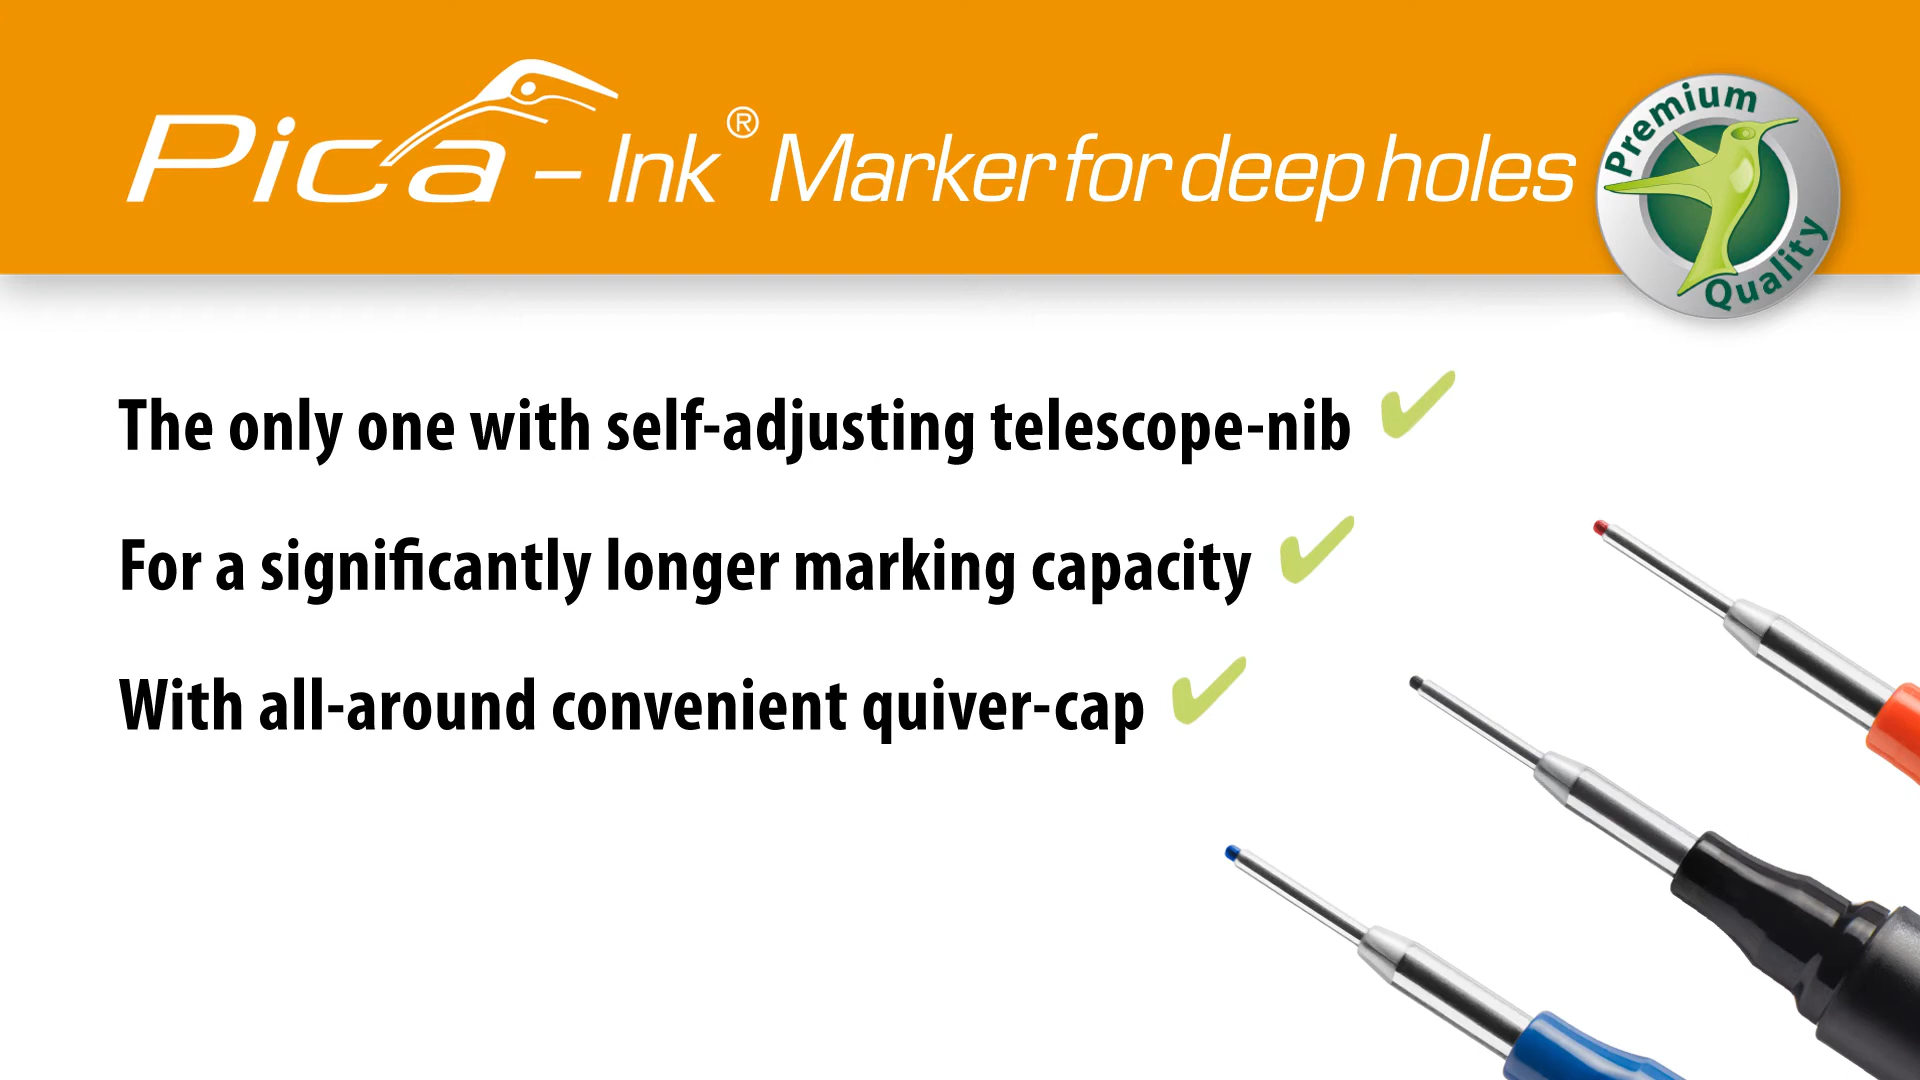 Pica-Ink® Marker for deep holes
Premium
Quality
The only one with self-adjusting telescope-nib ✔
For a significantly longer marking capacity ✔
With all-around convenient quiver-cap ✔